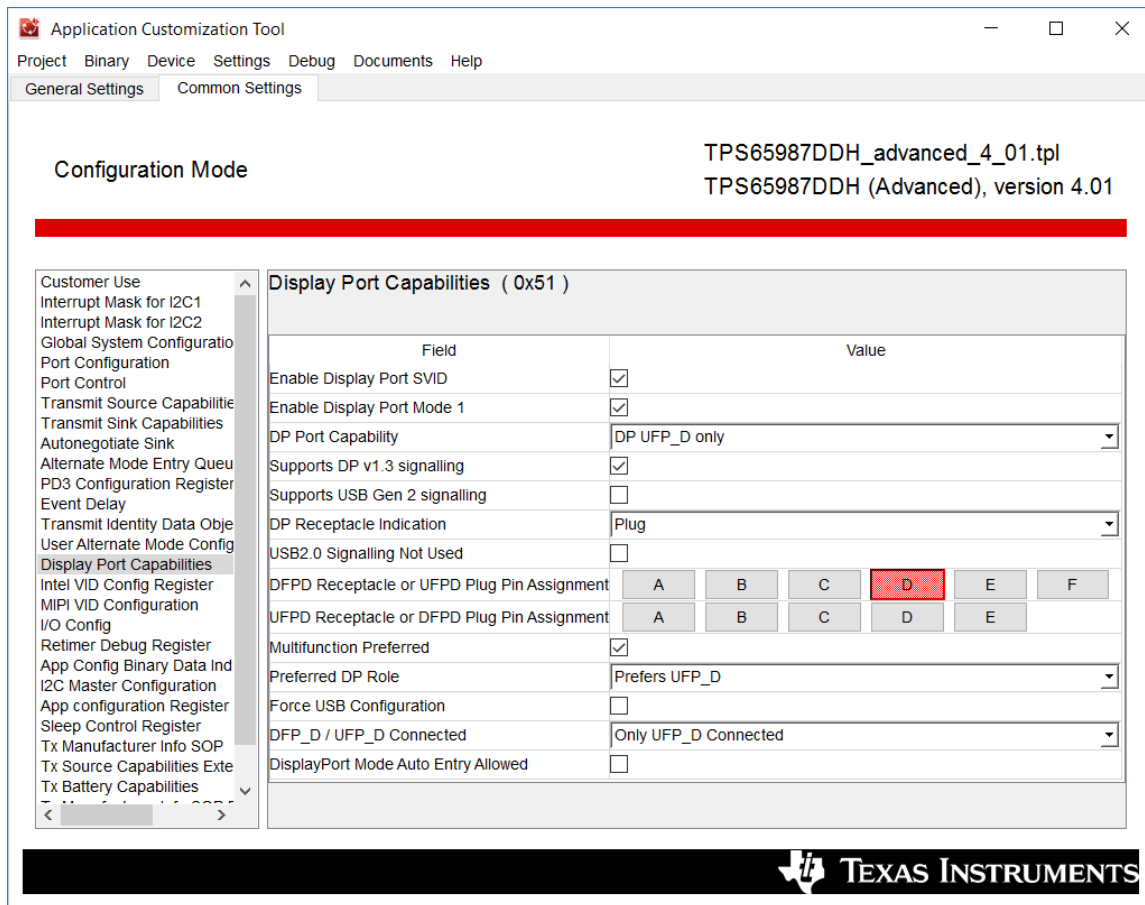 Application Customization Tool
Project Binary Device Settings Debug Documents Help
General Settings Common Settings
Configuration Mode
TPS65987DDH_advanced_4_01.tpl
TPS65987DDH (Advanced), version 4.01
Customer Use
Interrupt Mask for I2C1
Interrupt Mask for I2C2
Global System Configuratio
Port Configuration
Port Control
Transmit Source Capabilitie
Transmit Sink Capabilities
Autonegotiate Sink
Alternate Mode Entry Queu
PD3 Configuration Register
Event Delay
Transmit Identity Data Obje
User Alternate Mode Config
Display Port Capabilities
Intel VID Config Register
MIPI VID Configuration
I/O Config
Retimer Debug Register
App Config Binary Data Ind
I2C Master Configuration
App configuration Register
Sleep Control Register
Tx Manufacturer Info SOP
Tx Source Capabilities Exte
Tx Battery Capabilities
Display Port Capabilities ( 0x51 )
Field Value
Enable Display Port SVID
Enable Display Port Mode 1
DP Port Capability DP UFP_D only
Supports DP v1.3 signalling
Supports USB Gen 2 signalling
DP Receptacle Indication Plug
USB2.0 Signalling Not Used
DFPD Receptacle or UFPD Plug Pin Assignment A B C D E F
UFPD Receptacle or DFPD Plug Pin Assignment A B C D E
Multifunction Preferred
Preferred DP Role Prefers UFP_D
Force USB Configuration
DFP_D / UFP_D Connected Only UFP_D Connected
DisplayPort Mode Auto Entry Allowed
TEXAS INSTRUMENTS